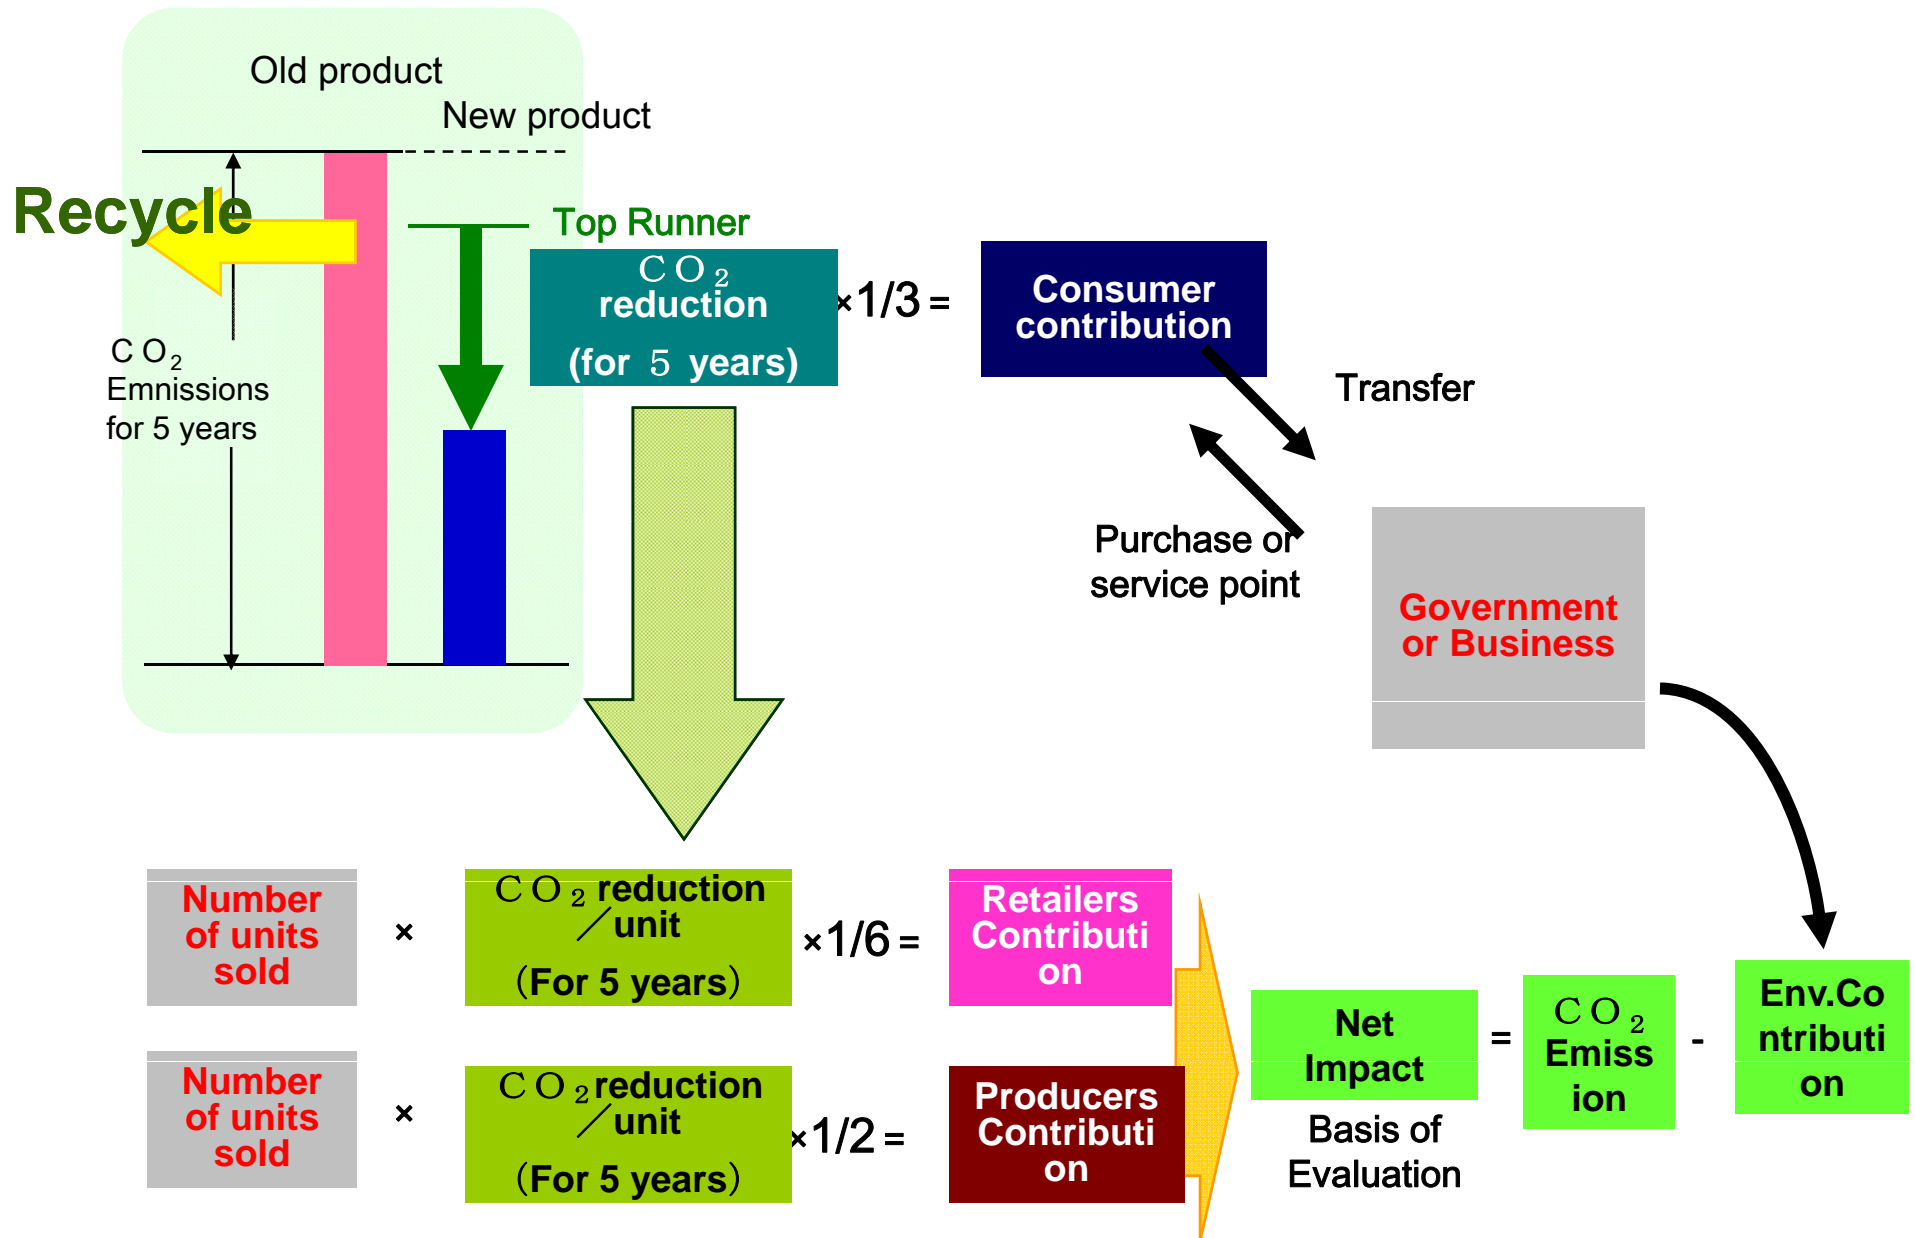 Old product
New product
Recycle
Top Runner
ＣＯ₂
Emnissions
for 5 years
ＣＯ₂
reduction
(for ５ years)
×1/3 =
Consumer
contribution
Transfer
Purchase or
service point
Government
or Business
Number
of units
sold
×
ＣＯ₂ reduction
／unit
（For 5 years）
×1/6 =
Retailers
Contributi
on
Number
of units
sold
×
ＣＯ₂ reduction
／unit
（For 5 years）
×1/2 =
Producers
Contributi
on
Net
Impact
=
ＣＯ₂
Emiss
ion
-
Env.Co
ntributi
on
Basis of
Evaluation